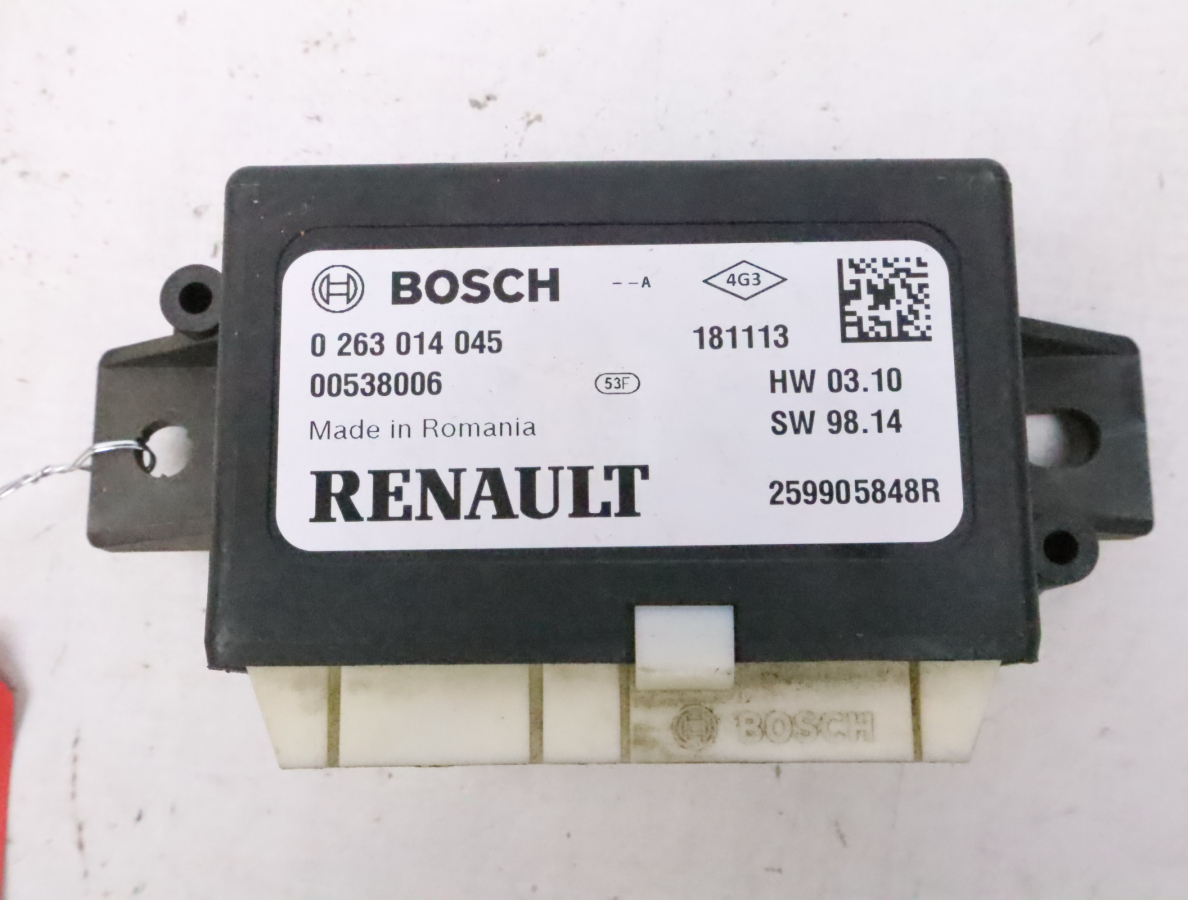 BOSCH --A 4G3
0 263 014 045 181113
00538006 53F HW 03.10
Made in Romania SW 98.14
RENAULT 259905848R
BOSCH